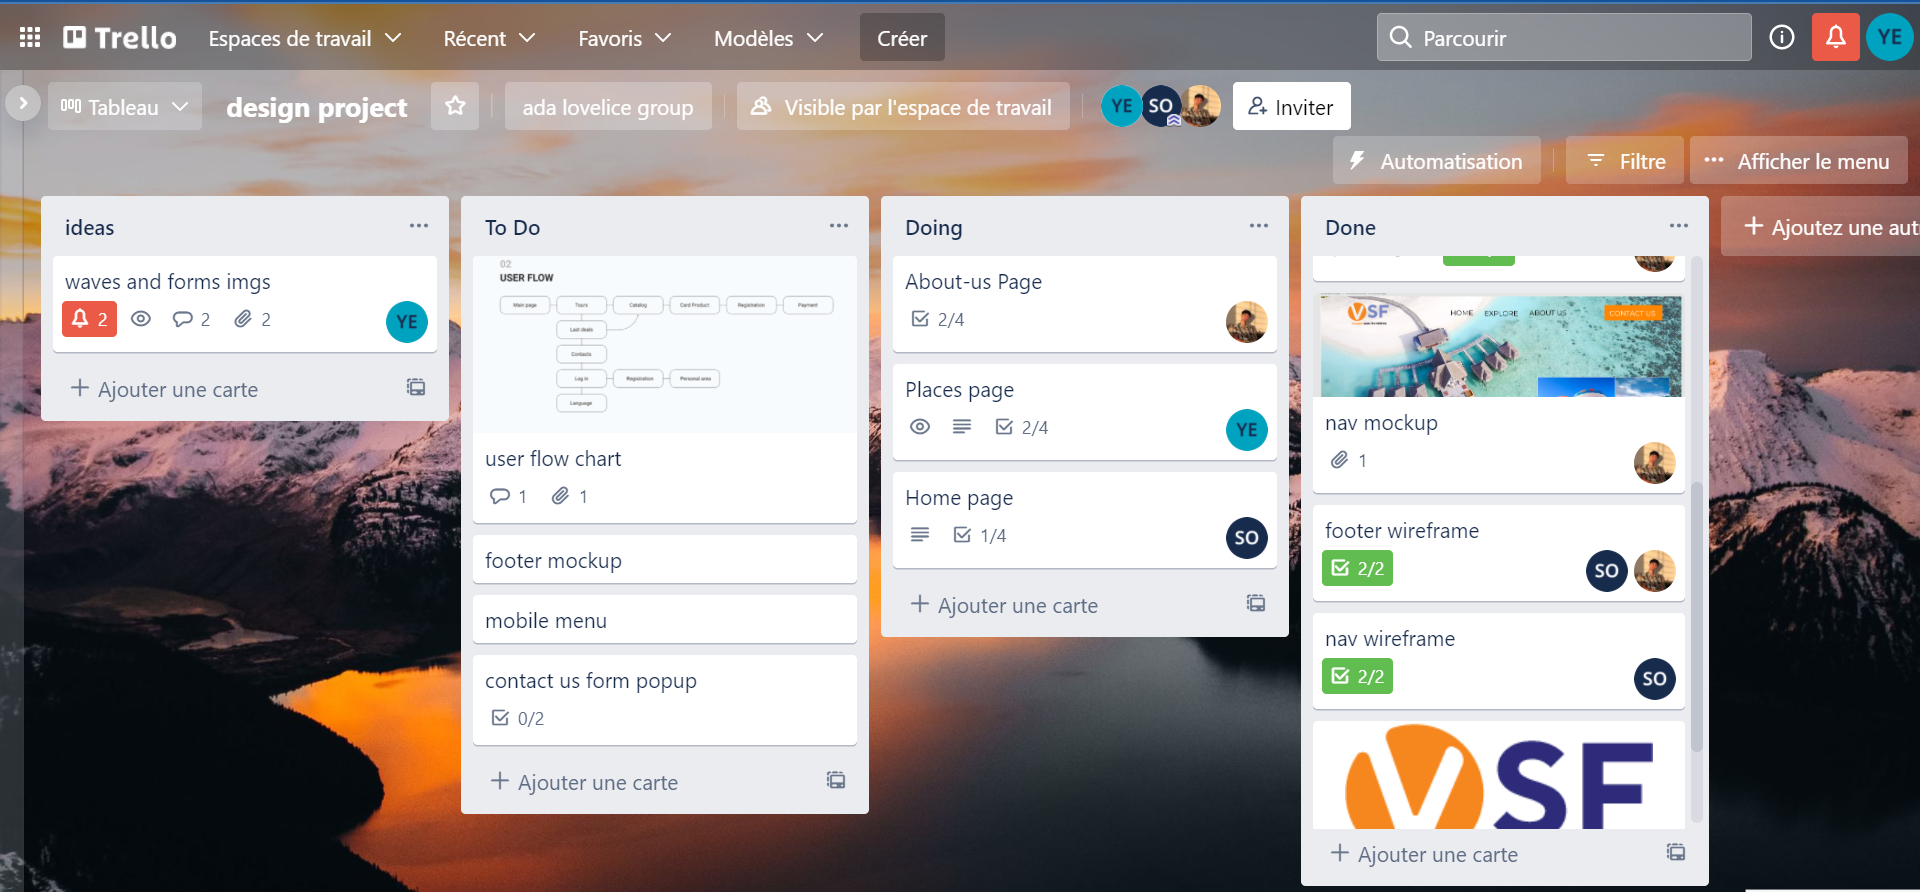 Trello
Espaces de travail
Récent
Favoris
Modèles
Créer
Parcourir
YE
Tableau
design project
ada lovelice group
Visible par l'espace de travail
YE
SO
Inviter
Automatisation
Filtre
Afficher le menu
ideas
waves and forms imgs
2
2
2
YE
Ajouter une carte
To Do
02
USER FLOW
Main page
Tours
Catalog
Card Product
Registration
Payment
Last deals
Contacts
Log in
Registration
Personal area
Language
user flow chart
1
1
footer mockup
mobile menu
contact us form popup
0/2
Ajouter une carte
Doing
About-us Page
2/4
Places page
2/4
YE
Home page
1/4
SO
Ajouter une carte
Done
VSF
HOME
EXPLORE
ABOUT US
CONTACT US
nav mockup
1
footer wireframe
2/2
SO
nav wireframe
2/2
SO
VSF
Ajouter une carte
Ajoutez une aut